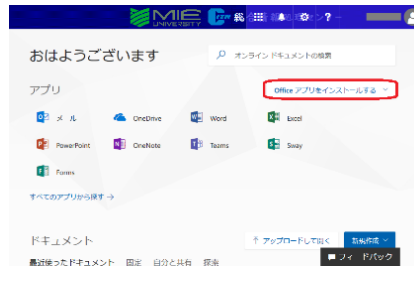 MIE
UNIVERSITY
おはようございます
オンライン ドキュメントの検索
アプリ
Office アプリをインストールする
メール
OneDrive
Word
Excel
PowerPoint
OneNote
Teams
Sway
Forms
すべてのアプリから探す →
ドキュメント
アップロードして開く
新規作成
最近使ったドキュメント 固定 自分と共有 探索
フィードバック